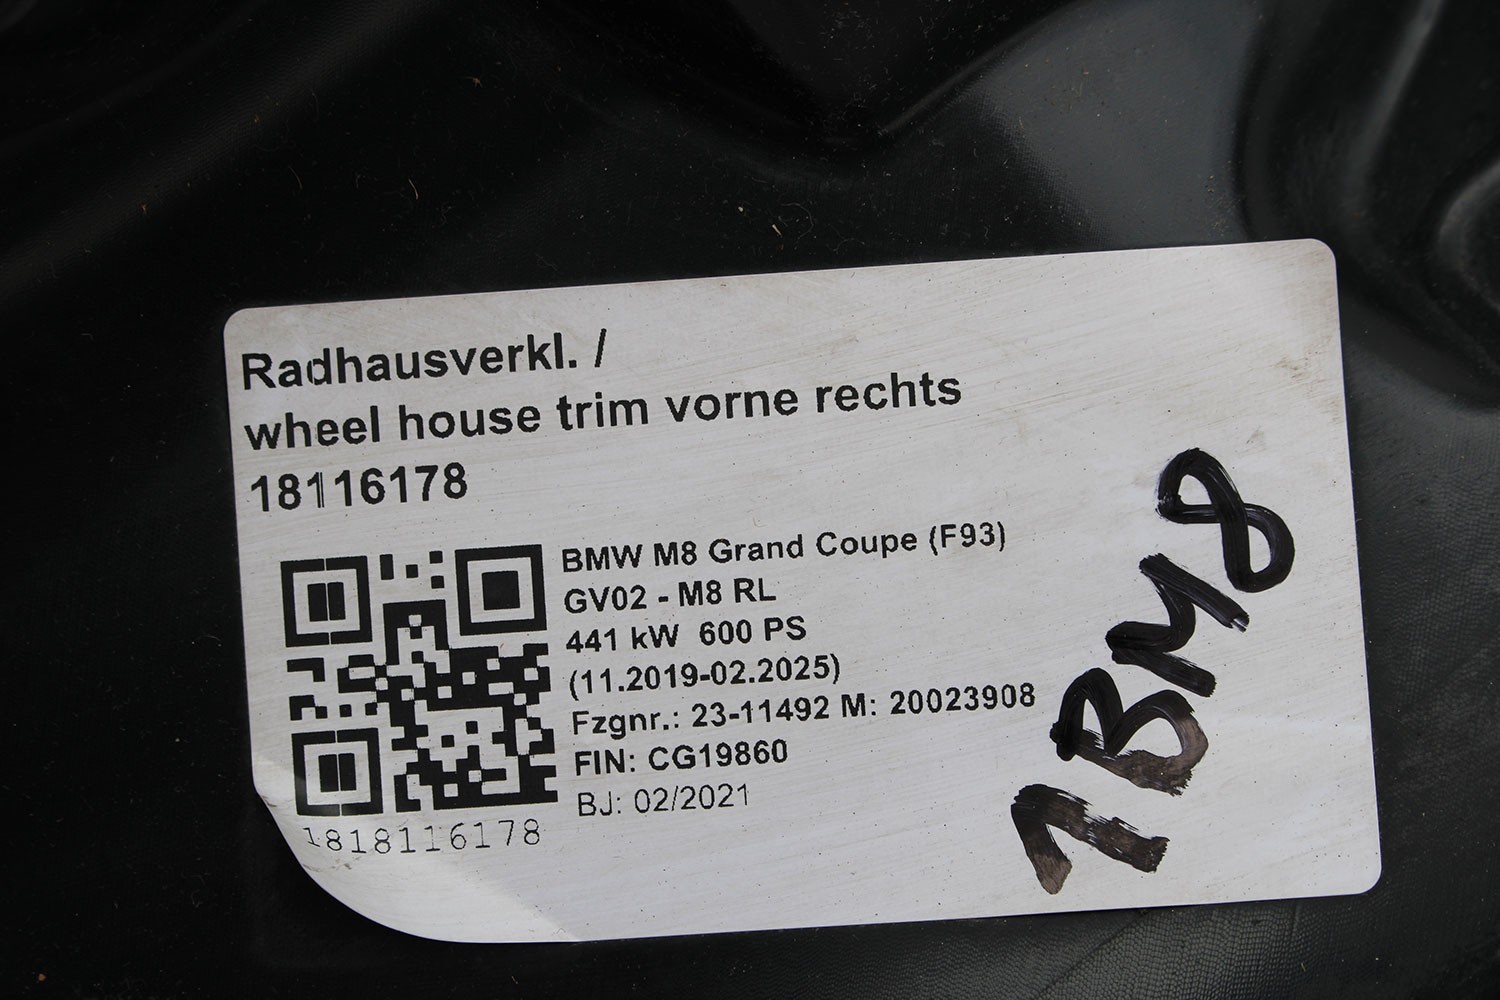 Radhausverkl. /
wheel house trim vorne rechts
18116178
BMW M8 Grand Coupe (F93)
GV02 - M8 RL
441 kW 600 PS
(11.2019-02.2025)
Fzgnr.: 23-11492 M: 20023908
FIN: CG19860
BJ: 02/2021
1818116178
1BM8